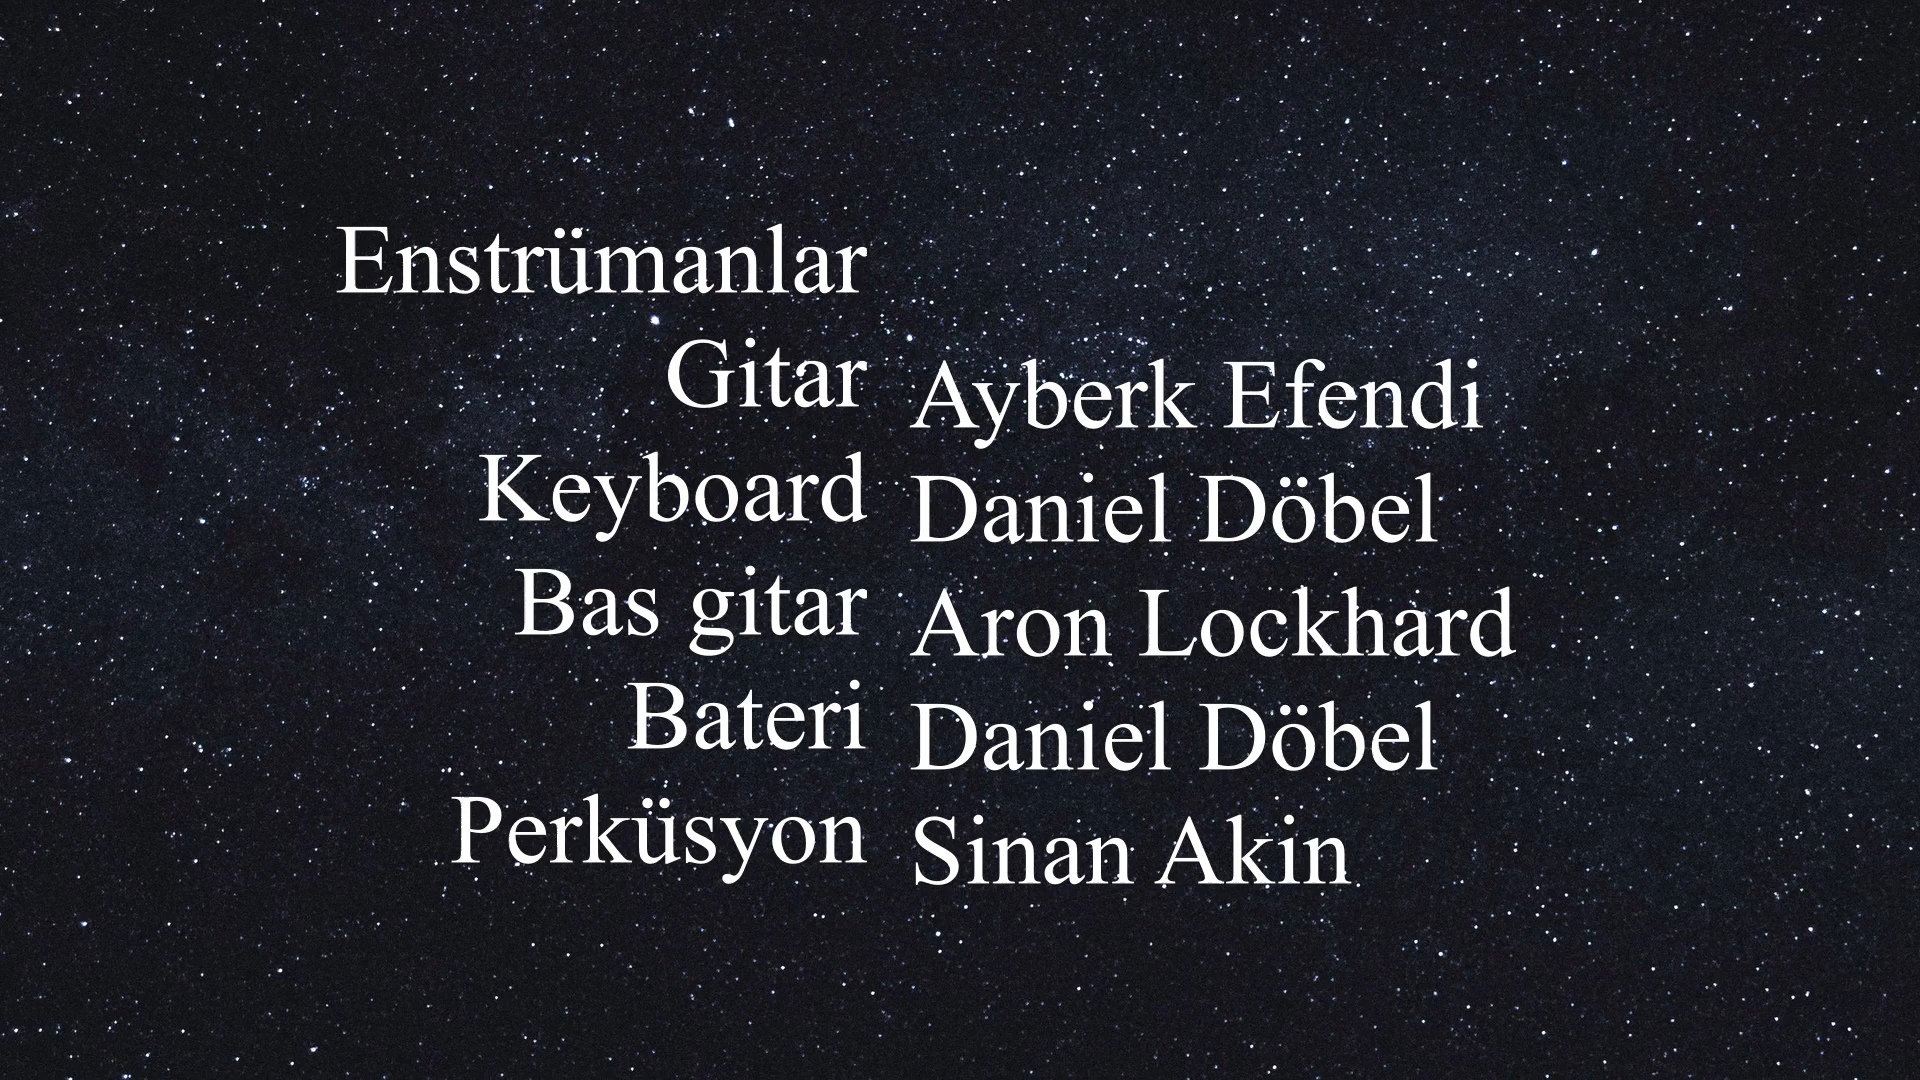 Enstrümanlar
Gitar Ayberk Efendi
Keyboard Daniel Döbel
Bas gitar Aron Lockhard
Bateri Daniel Döbel
Perküsyon Sinan Akin